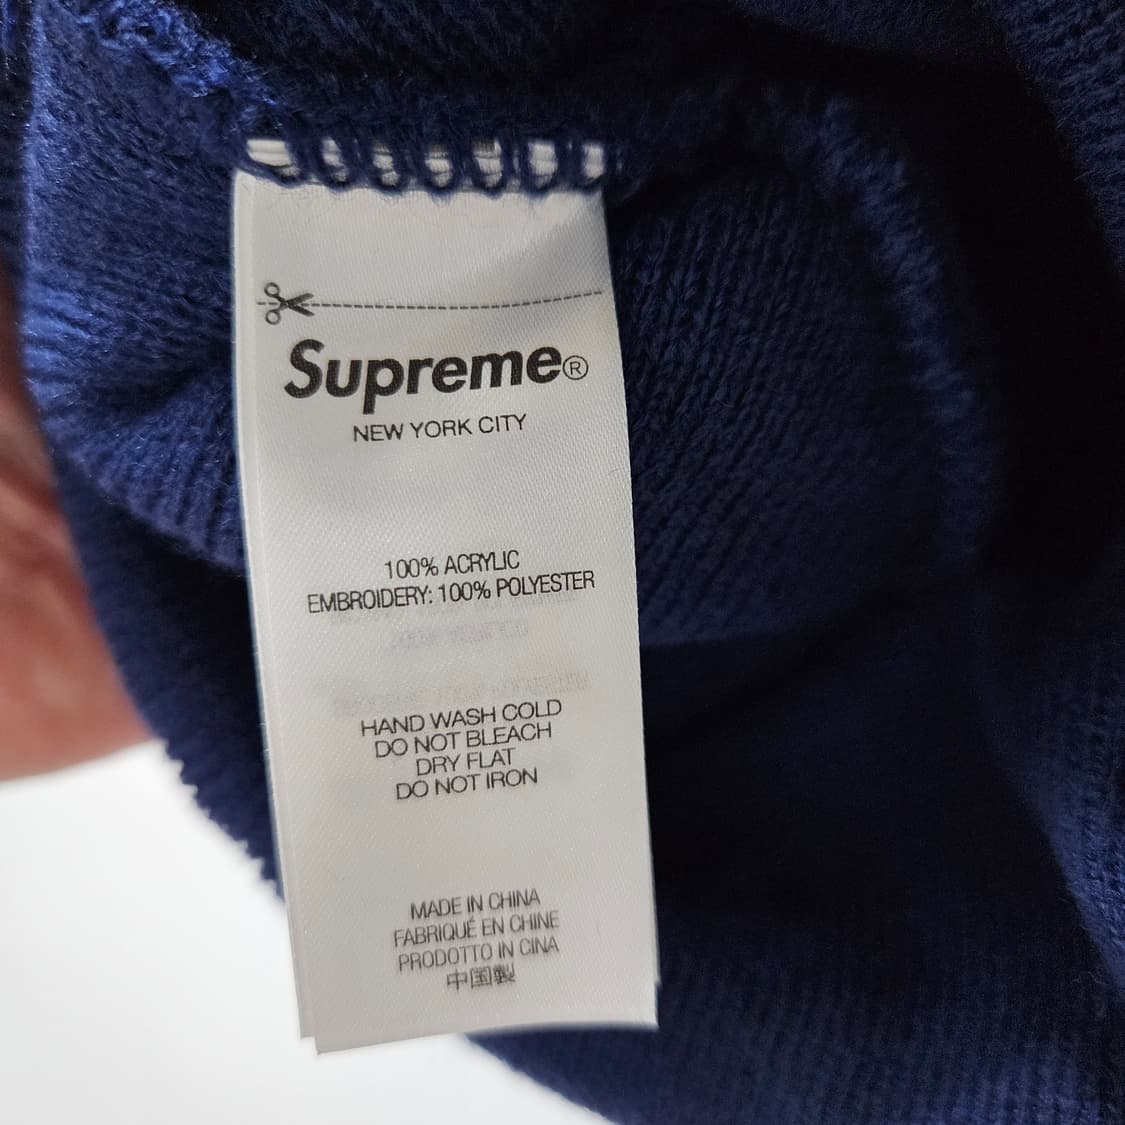 Supreme®
NEW YORK CITY
100% ACRYLIC
EMBROIDERY: 100% POLYESTER
HAND WASH COLD
DO NOT BLEACH
DRY FLAT
DO NOT IRON
MADE IN CHINA
FABRIQUÉ EN CHINE
PRODOTTO IN CINA
中国製